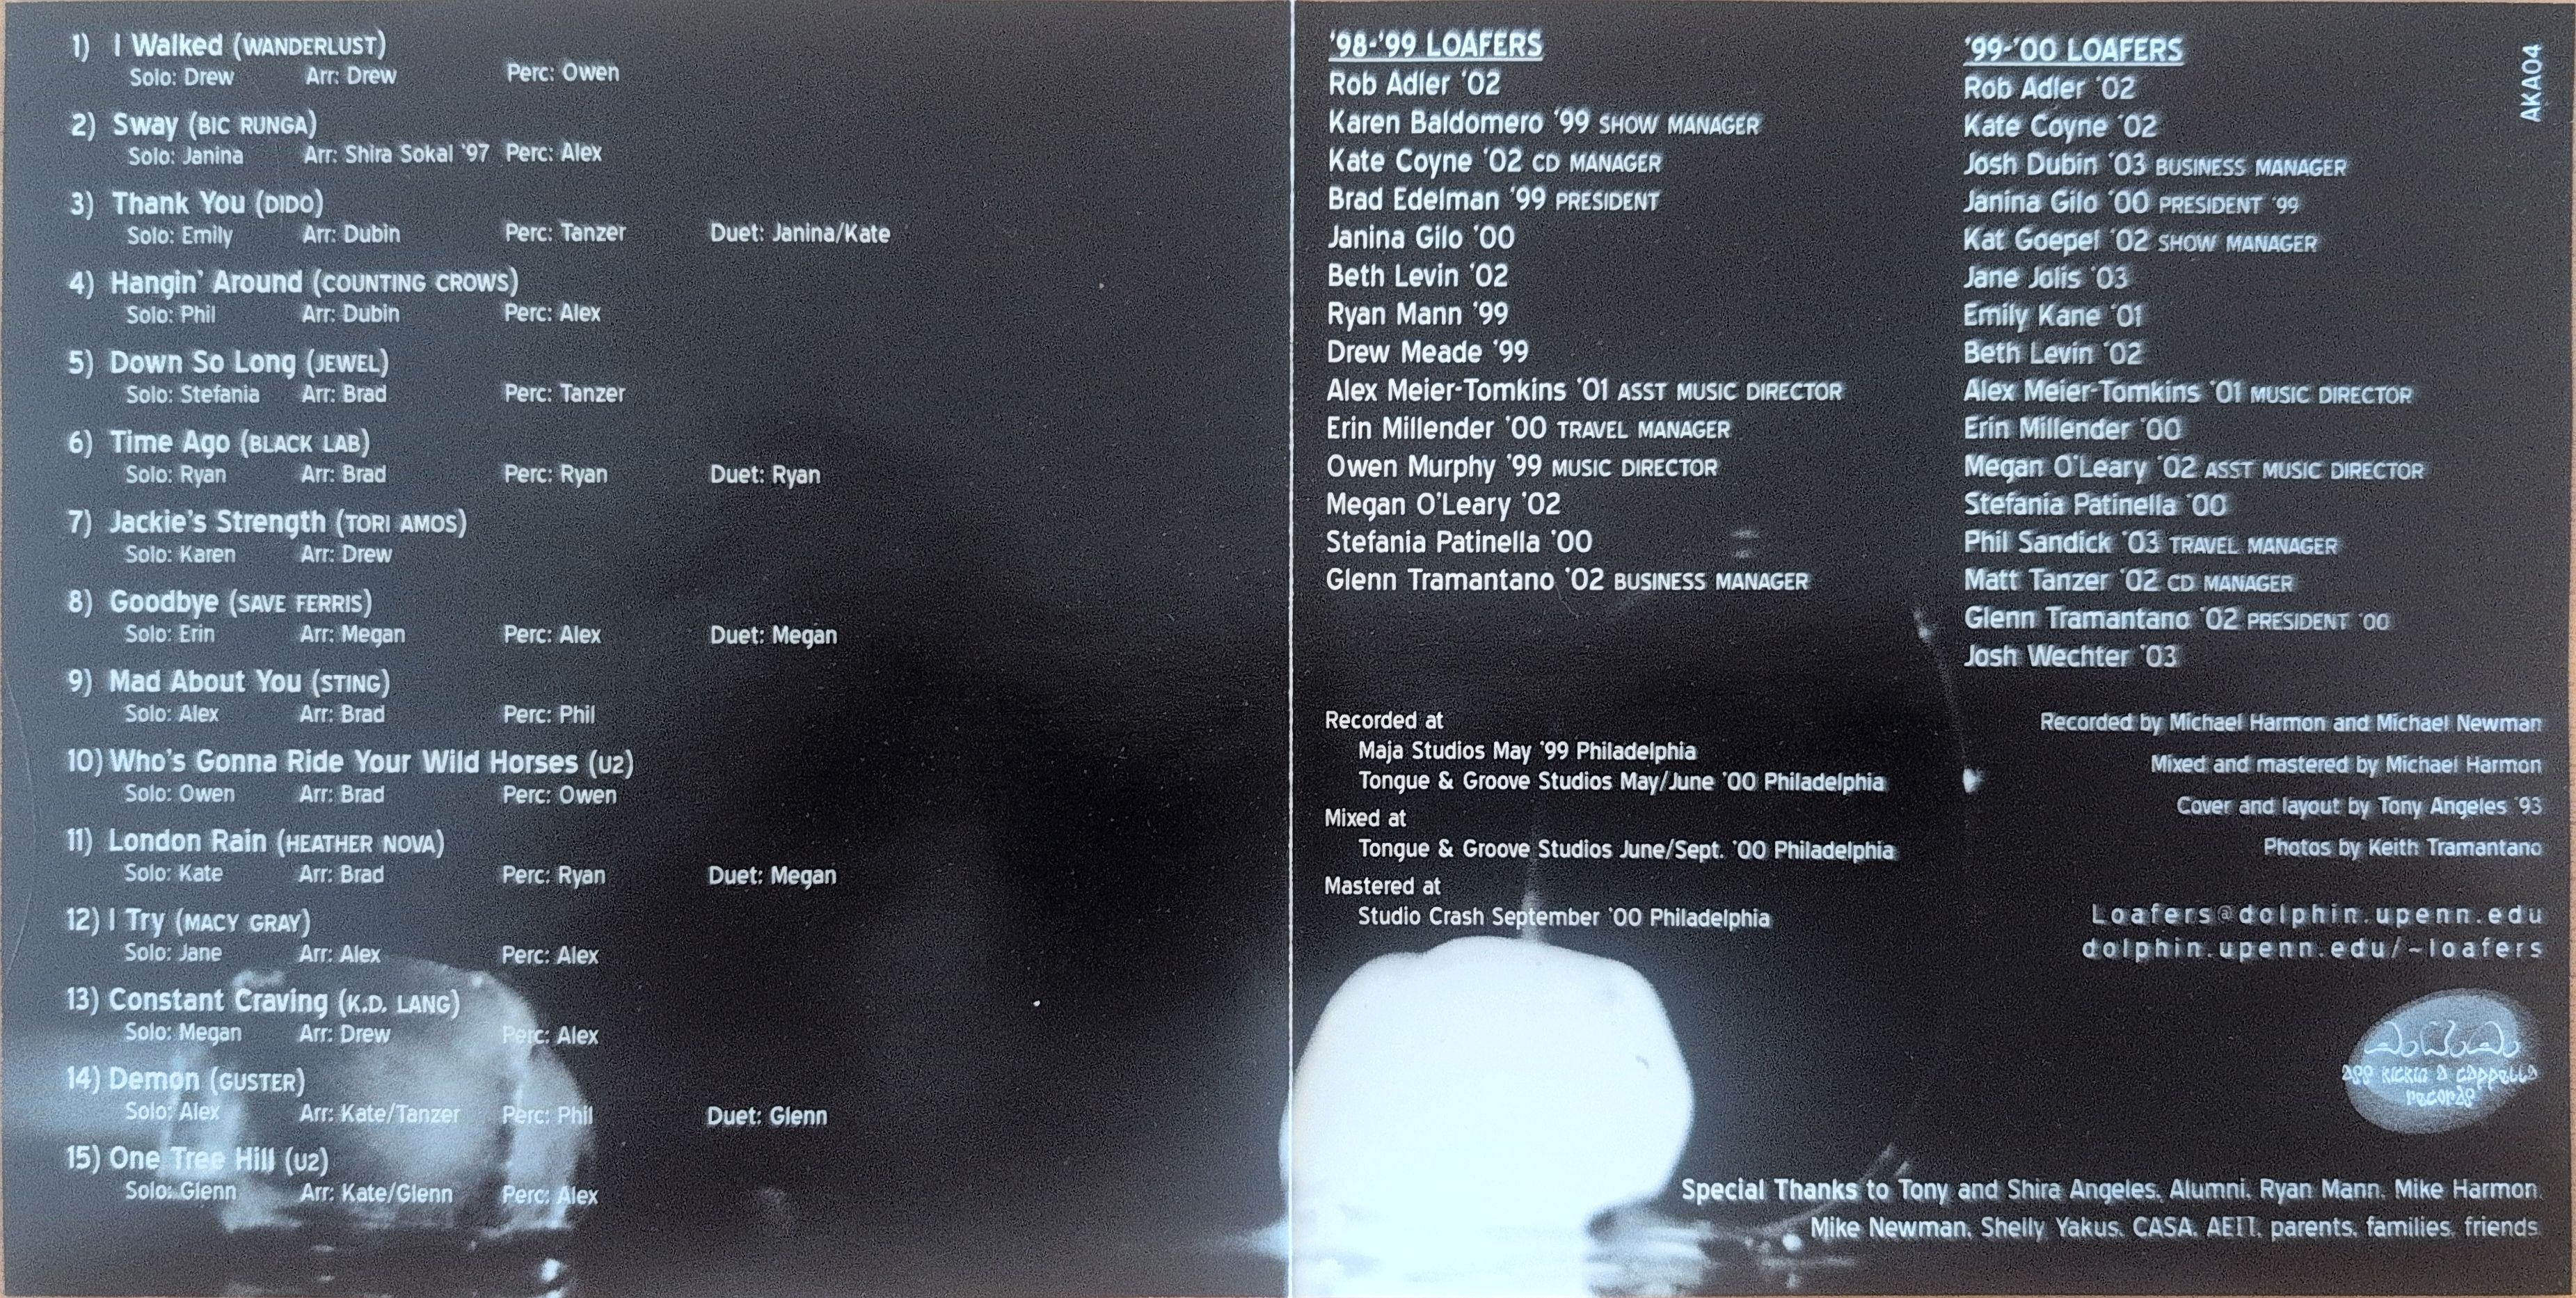 1) I Walked (WANDERLUST)
Solo: Drew Arr: Drew Perc: Owen
2) Sway (BIC RUNGA)
Solo: Janina Arr: Shira Sokal '97 Perc: Alex
3) Thank You (DIDO)
Solo: Emily Arr: Dubin Perc: Tanzer Duet: Janina/Kate
4) Hangin' Around (COUNTING CROWS)
Solo: Phil Arr: Dubin Perc: Alex
5) Down So Long (JEWEL)
Solo: Stefania Arr: Brad Perc: Tanzer
6) Time Ago (BLACK LAB)
Solo: Ryan Arr: Brad Perc: Ryan Duet: Ryan
7) Jackie's Strength (TORI AMOS)
Solo: Karen Arr: Drew
8) Goodbye (SAVE FERRIS)
Solo: Erin Arr: Megan Perc: Alex Duet: Megan
9) Mad About You (STING)
Solo: Alex Arr: Brad Perc: Phil
10) Who's Gonna Ride Your Wild Horses (U2)
Solo: Owen Arr: Brad Perc: Owen
11) London Rain (HEATHER NOVA)
Solo: Kate Arr: Brad Perc: Ryan Duet: Megan
12) I Try (MACY GRAY)
Solo: Jane Arr: Alex Perc: Alex
13) Constant Craving (K.D. LANG)
Solo: Megan Arr: Drew Perc: Alex
14) Demon (GUSTER)
Solo: Alex Arr: Kate/Tanzer Perc: Phil Duet: Glenn
15) One Tree Hill (U2)
Solo: Glenn Arr: Kate/Glenn Perc: Alex
'98-'99 LOAFERS
Rob Adler '02
Karen Baldomero '99 SHOW MANAGER
Kate Coyne '02 CD MANAGER
Brad Edelman '99 PRESIDENT
Janina Gilo '00
Beth Levin '02
Ryan Mann '99
Drew Meade '99
Alex Meier-Tomkins '01 ASST MUSIC DIRECTOR
Erin Millender '00 TRAVEL MANAGER
Owen Murphy '99 MUSIC DIRECTOR
Megan O'Leary '02
Stefania Patinella '00
Glenn Tramantano '02 BUSINESS MANAGER
'99-'00 LOAFERS
Rob Adler '02
Kate Coyne '02
Josh Dubin '03 BUSINESS MANAGER
Janina Gilo '00 PRESIDENT '99
Kat Goepel '02 SHOW MANAGER
Jane Jolis '03
Emily Kane '01
Beth Levin '02
Alex Meier-Tomkins '01 MUSIC DIRECTOR
Erin Millender '00
Megan O'Leary '02 ASST MUSIC DIRECTOR
Stefania Patinella '00
Phil Sandick '03 TRAVEL MANAGER
Matt Tanzer '02 CD MANAGER
Glenn Tramantano '02 PRESIDENT '00
Josh Wechter '03
AKA04
Recorded at
Maja Studios May '99 Philadelphia
Tongue & Groove Studios May/June '00 Philadelphia
Mixed at
Tongue & Groove Studios June/Sept. '00 Philadelphia
Mastered at
Studio Crash September '00 Philadelphia
Recorded by Michael Harmon and Michael Newman
Mixed and mastered by Michael Harmon
Cover and layout by Tony Angeles '93
Photos by Keith Tramantano
Loafers@dolphin.upenn.edu
dolphin.upenn.edu/~loafers
ass kickin a cappella
records
Special Thanks to Tony and Shira Angeles, Alumni, Ryan Mann, Mike Harmon,
Mike Newman, Shelly Yakus, CASA, AEΠ, parents, families, friends